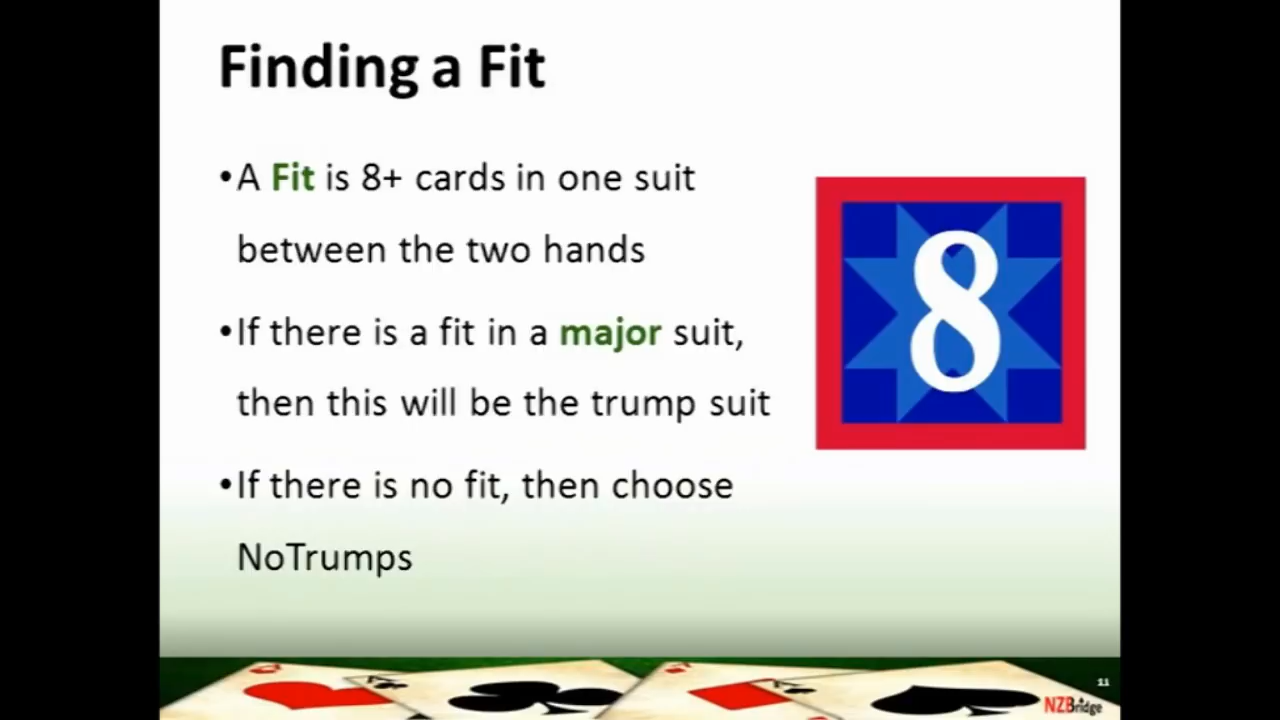 Finding a Fit
•A Fit is 8+ cards in one suit
between the two hands
•If there is a fit in a major suit,
then this will be the trump suit
•If there is no fit, then choose
NoTrumps
8
11
NZBridge